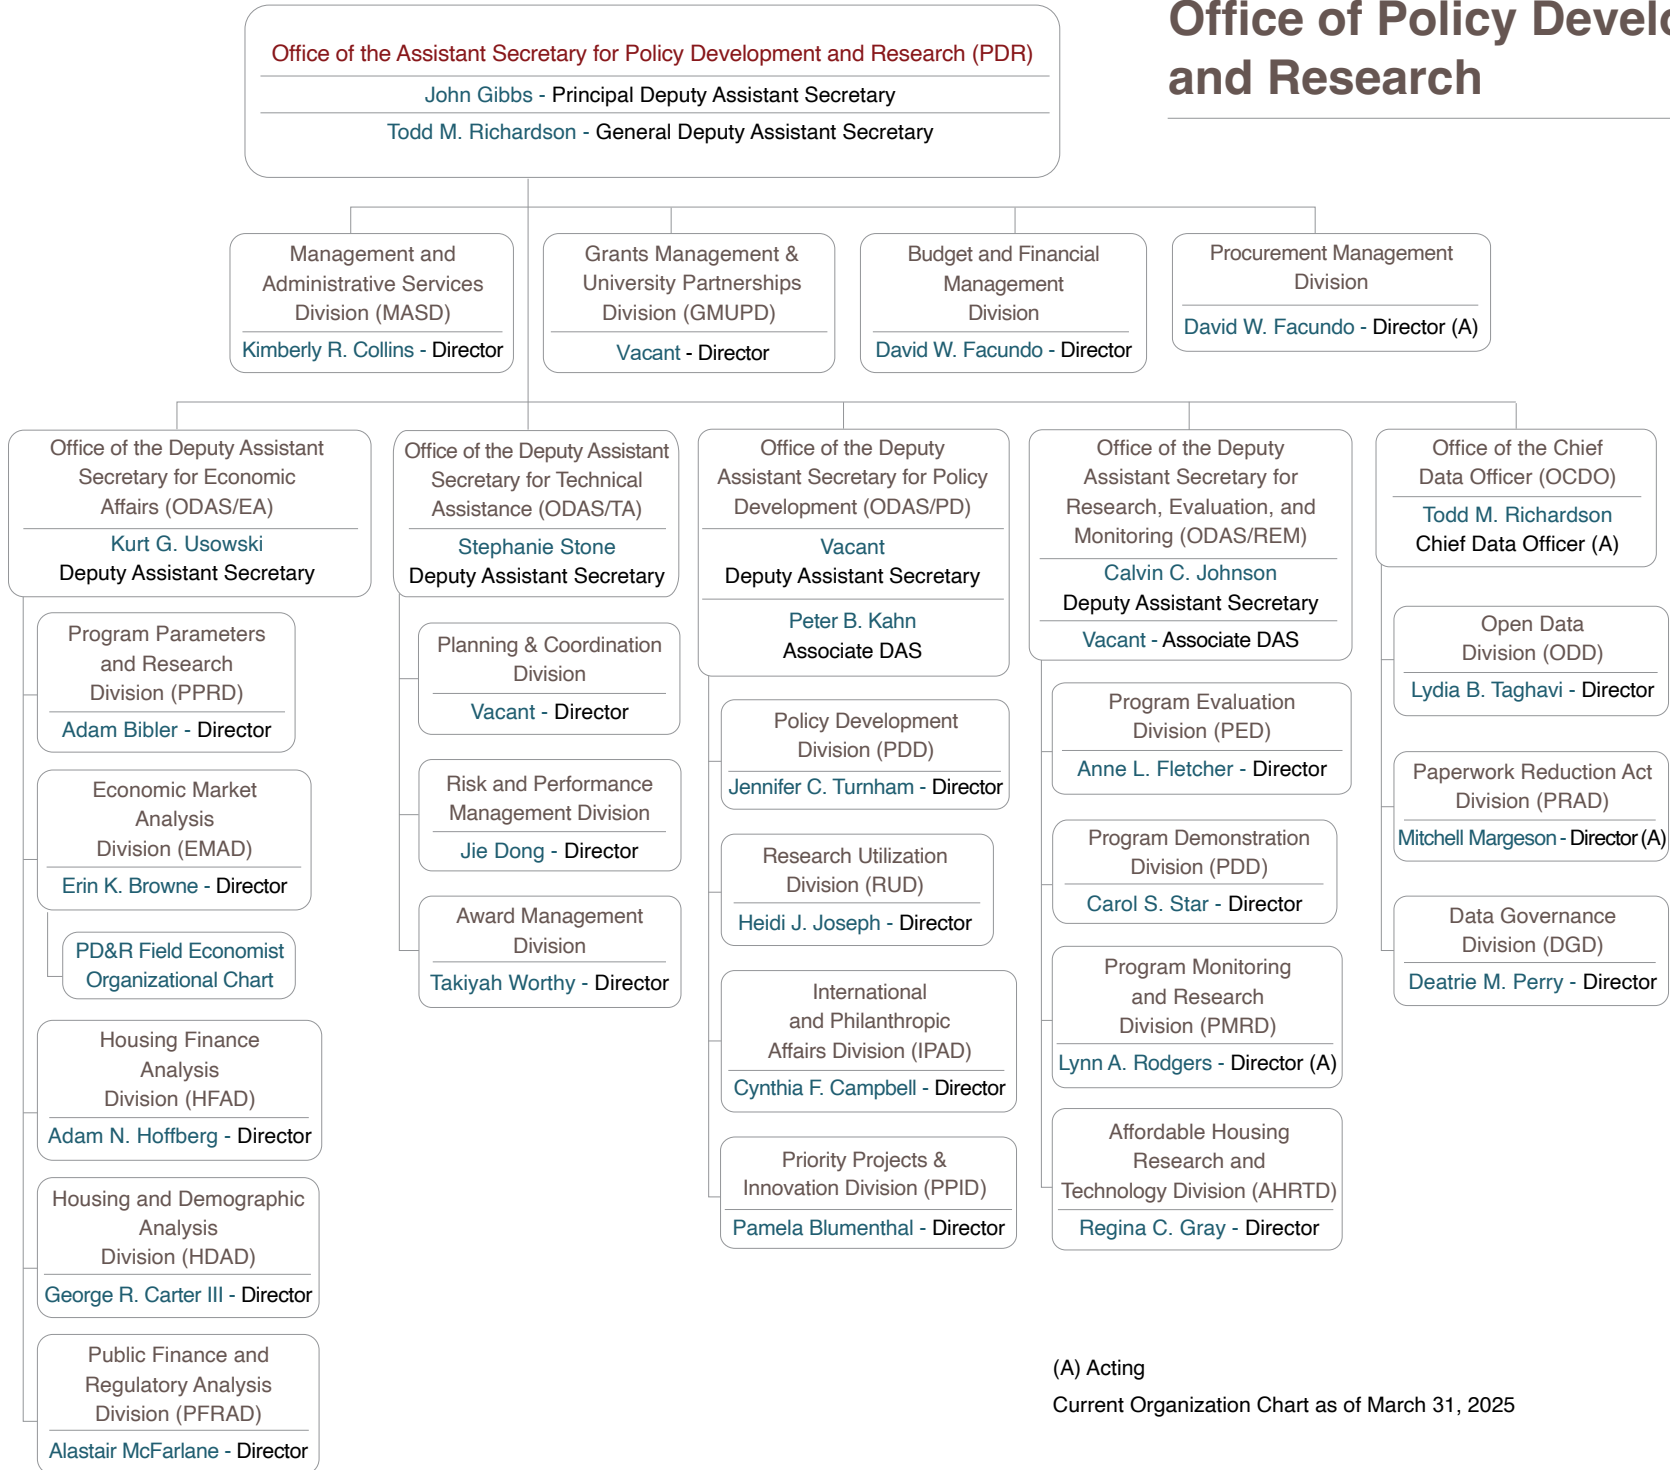 Office of Policy Develo
and Research
Office of the Assistant Secretary for Policy Development and Research (PDR)
John Gibbs - Principal Deputy Assistant Secretary
Todd M. Richardson - General Deputy Assistant Secretary
Management and
Administrative Services
Division (MASD)
Kimberly R. Collins - Director
Grants Management &
University Partnerships
Division (GMUPD)
Vacant - Director
Budget and Financial
Management
Division
David W. Facundo - Director
Procurement Management
Division
David W. Facundo - Director (A)
Office of the Deputy Assistant
Secretary for Economic
Affairs (ODAS/EA)
Kurt G. Usowski
Deputy Assistant Secretary
Program Parameters
and Research
Division (PPRD)
Adam Bibler - Director
Economic Market
Analysis
Division (EMAD)
Erin K. Browne - Director
PD&R Field Economist
Organizational Chart
Housing Finance
Analysis
Division (HFAD)
Adam N. Hoffberg - Director
Housing and Demographic
Analysis
Division (HDAD)
George R. Carter III - Director
Public Finance and
Regulatory Analysis
Division (PFRAD)
Alastair McFarlane - Director
Office of the Deputy Assistant
Secretary for Technical
Assistance (ODAS/TA)
Stephanie Stone
Deputy Assistant Secretary
Planning & Coordination
Division
Vacant - Director
Risk and Performance
Management Division
Jie Dong - Director
Award Management
Division
Takiyah Worthy - Director
Office of the Deputy
Assistant Secretary for Policy
Development (ODAS/PD)
Vacant
Deputy Assistant Secretary
Peter B. Kahn
Associate DAS
Policy Development
Division (PDD)
Jennifer C. Turnham - Director
Research Utilization
Division (RUD)
Heidi J. Joseph - Director
International
and Philanthropic
Affairs Division (IPAD)
Cynthia F. Campbell - Director
Priority Projects &
Innovation Division (PPID)
Pamela Blumenthal - Director
Office of the Deputy
Assistant Secretary for
Research, Evaluation, and
Monitoring (ODAS/REM)
Calvin C. Johnson
Deputy Assistant Secretary
Vacant - Associate DAS
Program Evaluation
Division (PED)
Anne L. Fletcher - Director
Program Demonstration
Division (PDD)
Carol S. Star - Director
Program Monitoring
and Research
Division (PMRD)
Lynn A. Rodgers - Director (A)
Affordable Housing
Research and
Technology Division (AHRTD)
Regina C. Gray - Director
Office of the Chief
Data Officer (OCDO)
Todd M. Richardson
Chief Data Officer (A)
Open Data
Division (ODD)
Lydia B. Taghavi - Director
Paperwork Reduction Act
Division (PRAD)
Mitchell Margeson - Director (A)
Data Governance
Division (DGD)
Deatrie M. Perry - Director
(A) Acting
Current Organization Chart as of March 31, 2025